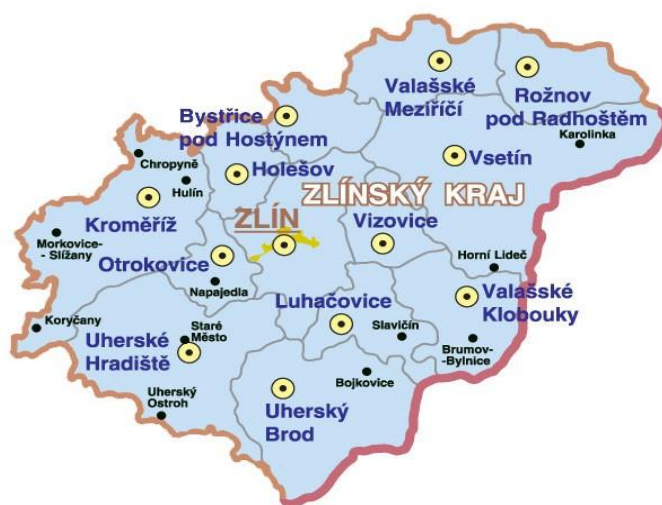 Valašské
Meziříčí
Rožnov
pod Radhoštěm
Karolinka
Bystřice
pod Hostýnem
Chropyně
Holešov
Vsetín
Hulín
ZLÍNSKÝ KRAJ
Kroměříž
ZLÍN
Vizovice
Morkovice-
-Slížany
Otrokovice
Horní Lideč
Napajedla
Luhačovice
Valašské
Klobouky
Koryčany
Staré
Město
Slavičín
Uherské
Hradiště
Brumov-
-Bylnice
Bojkovice
Uherský
Ostroh
Uherský
Brod